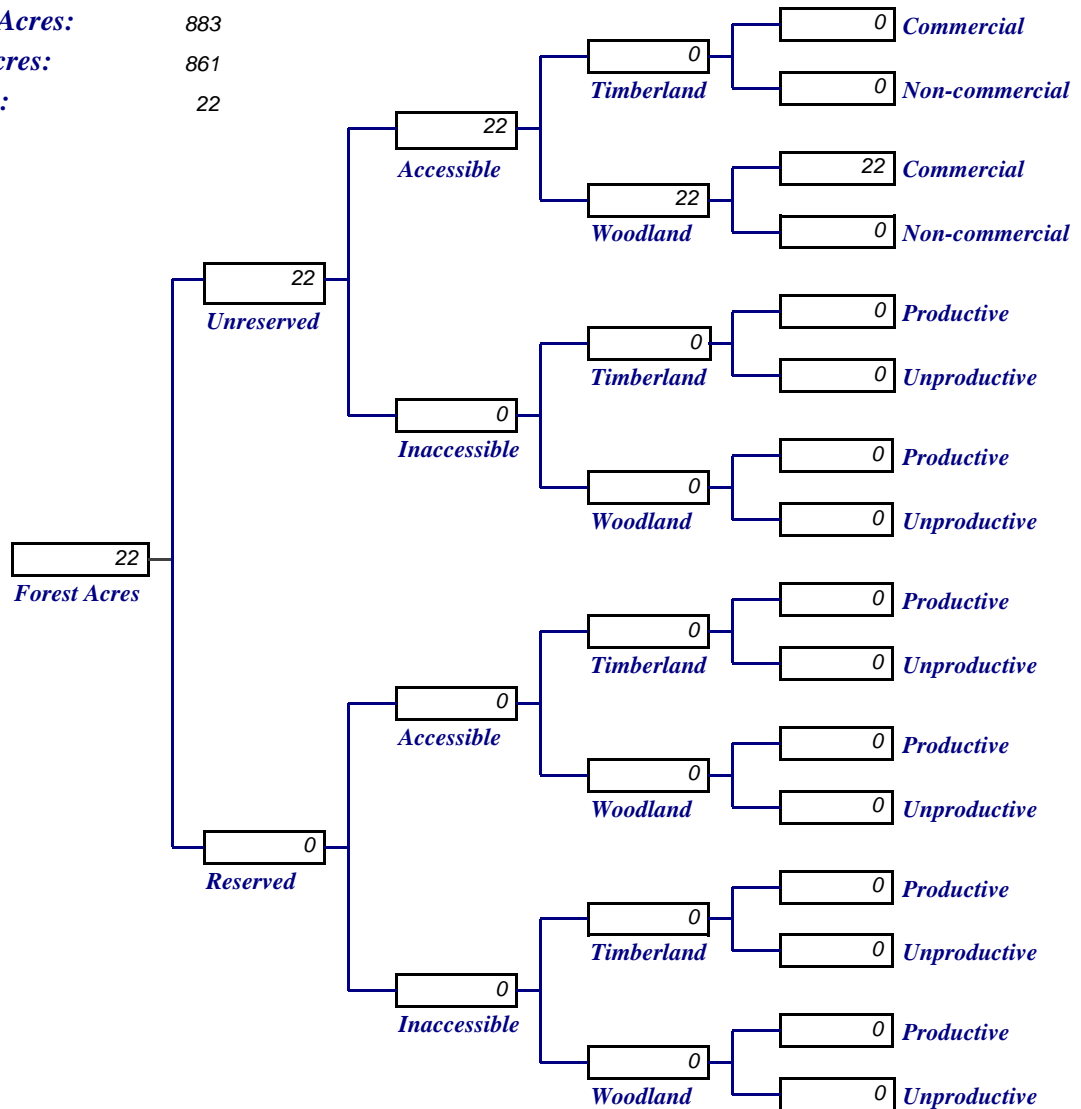 Acres: 883
cres: 861
: 22
0 Commercial
0
Timberland
0 Non-commercial
22
Accessible
22 Commercial
22
Woodland
0 Non-commercial
22
Unreserved
0 Productive
0
Timberland
0 Unproductive
0
Inaccessible
0 Productive
0
Woodland
0 Unproductive
22
Forest Acres
0 Productive
0
Timberland
0 Unproductive
0
Accessible
0 Productive
0
Woodland
0 Unproductive
0
Reserved
0 Productive
0
Timberland
0 Unproductive
0
Inaccessible
0 Productive
0
Woodland
0 Unproductive